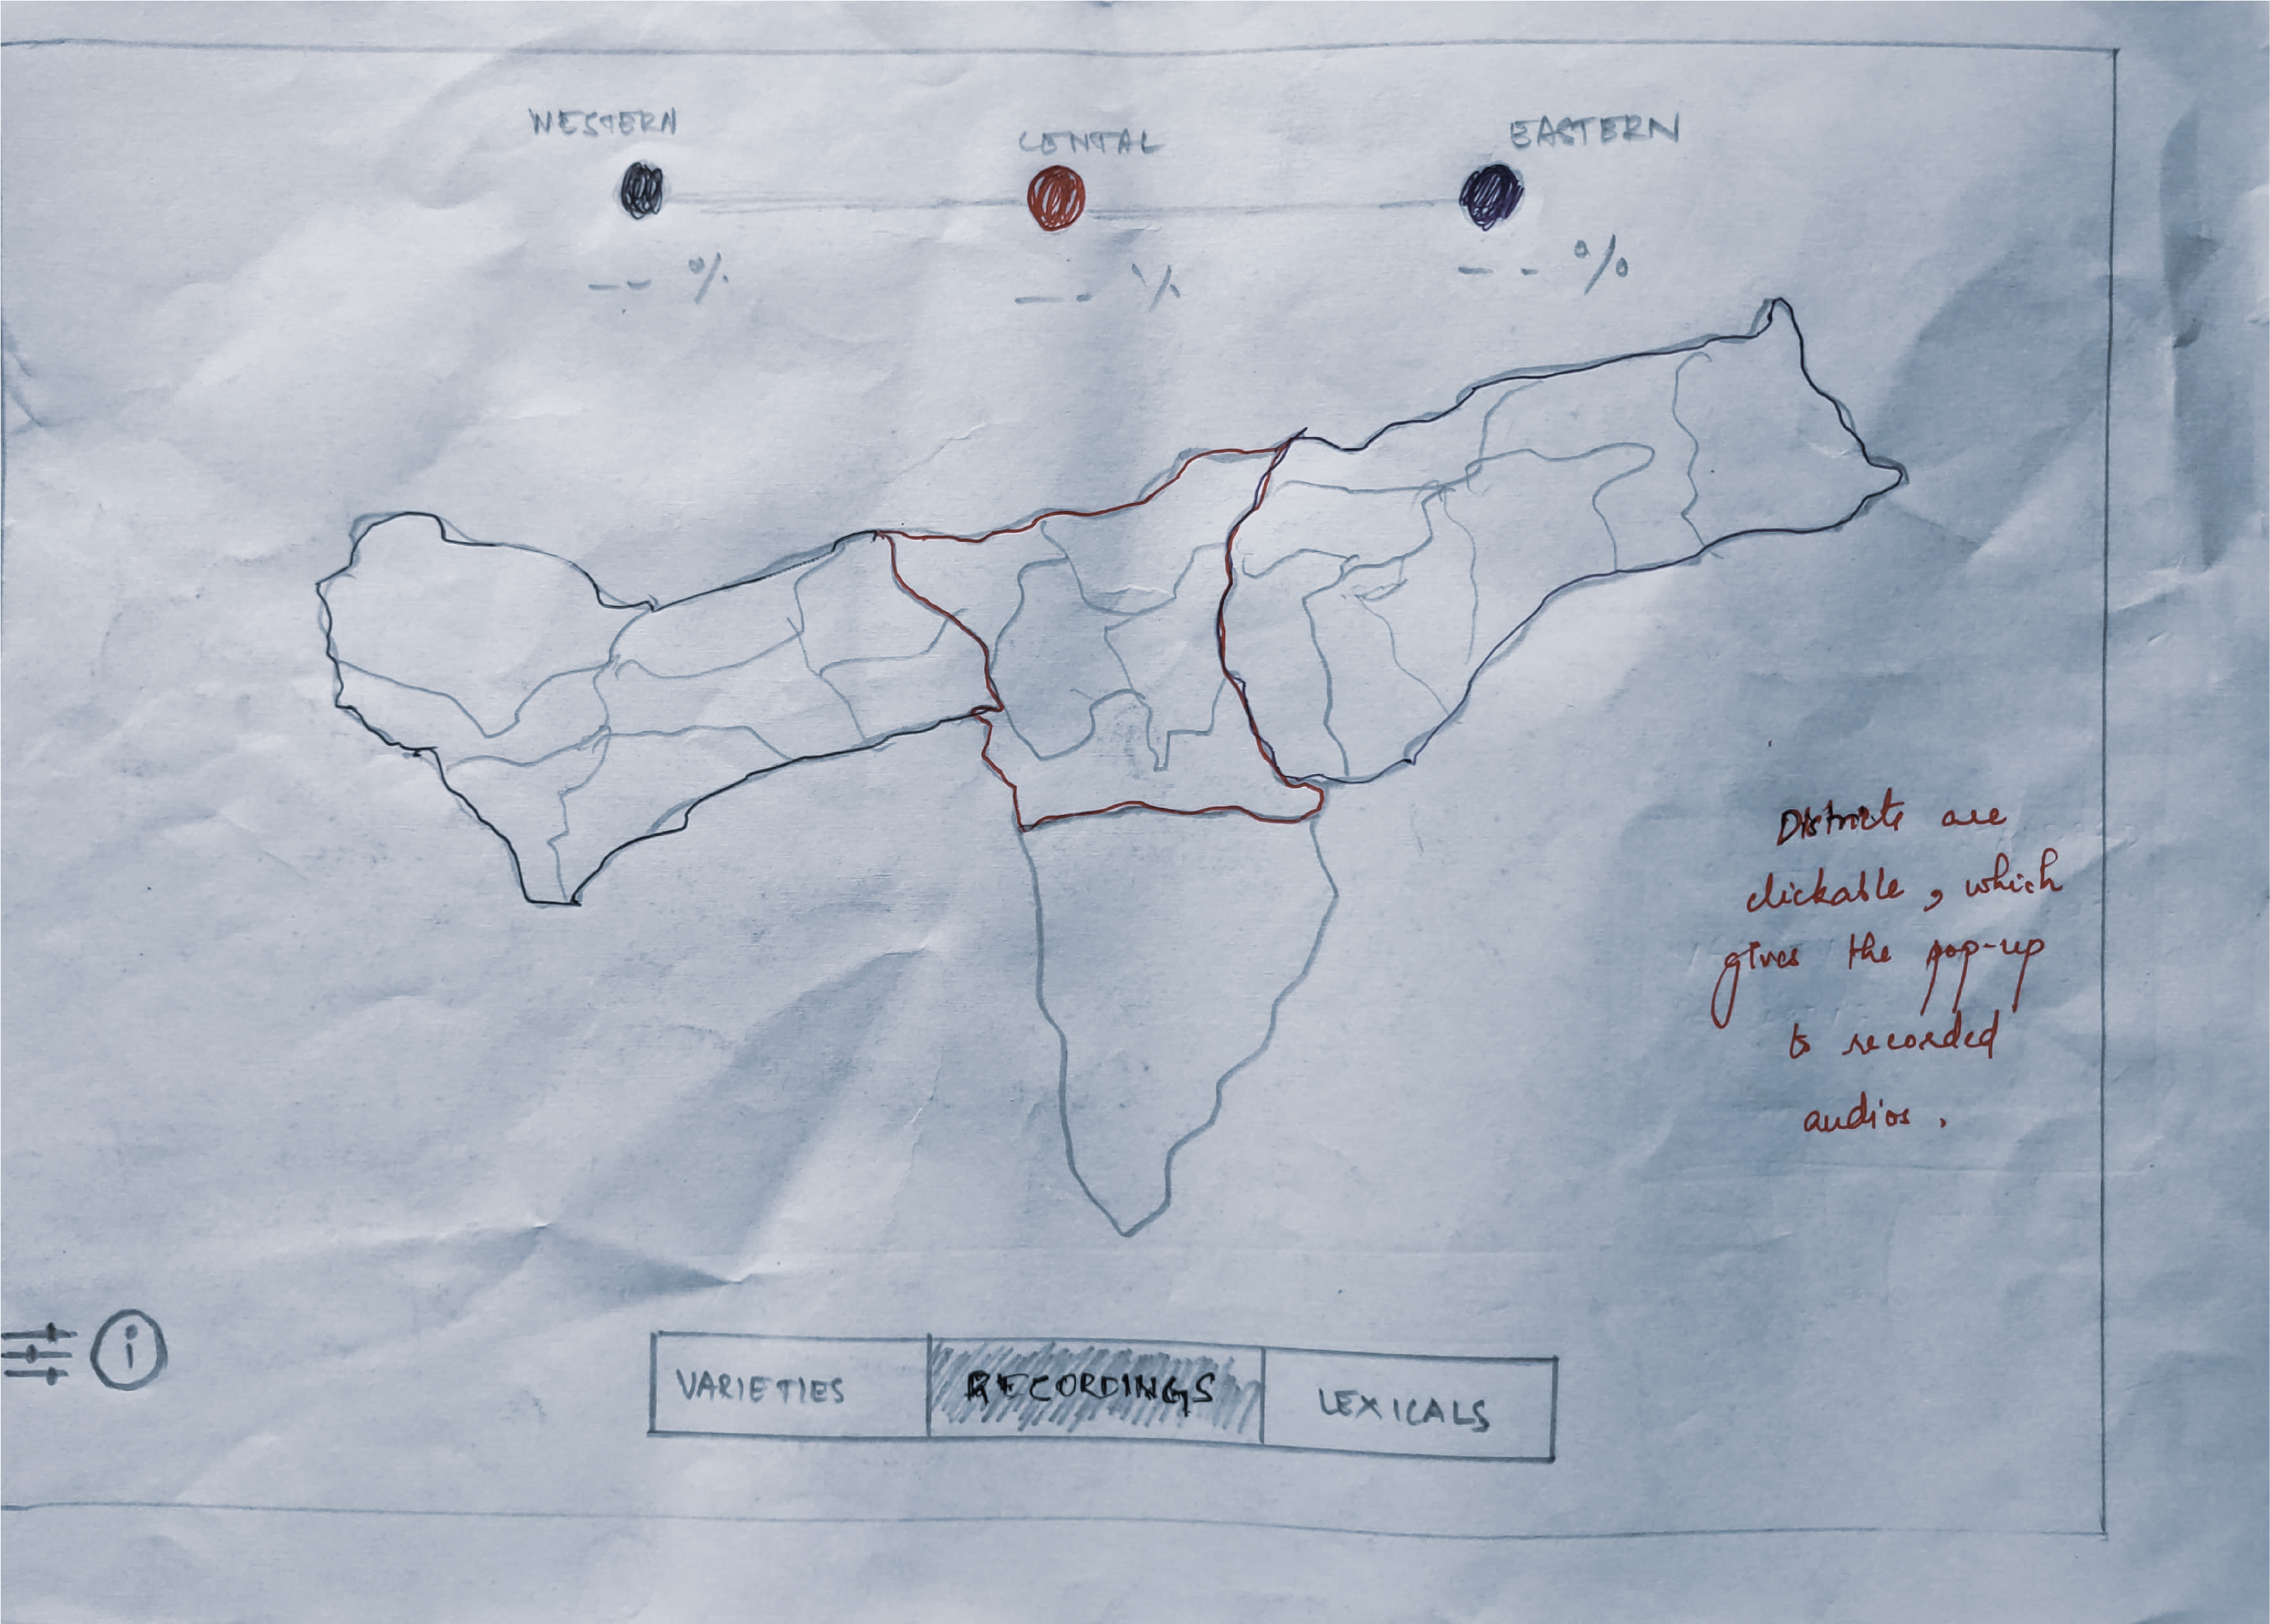 WESTERN
CENTAL
EASTERN
-- %
-- %
-- %
Districts are
clickable, which
gives the pop-up
to recorded
audios.
i
VARIETIES
RECORDINGS
LEXICALS